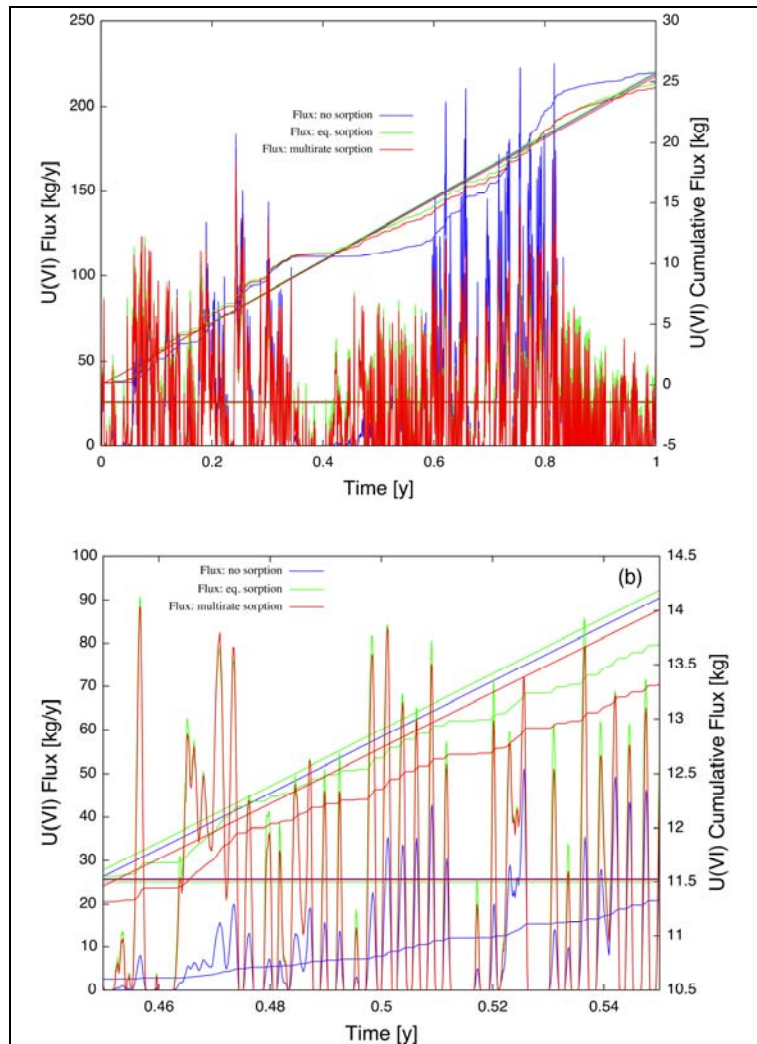 250
200
150
100
50
0
30
25
20
15
10
5
0
-5
U(VI) Flux [kg/y]
U(VI) Cumulative Flux [kg]
Flux: no sorption
Flux: eq. sorption
Flux: multirate sorption
0 0.2 0.4 0.6 0.8 1
Time [y]
100
90
80
70
60
50
40
30
20
10
0
14.5
14
13.5
13
12.5
12
11.5
11
10.5
U(VI) Flux [kg/y]
U(VI) Cumulative Flux [kg]
Flux: no sorption
Flux: eq. sorption
Flux: multirate sorption
(b)
0.46 0.48 0.5 0.52 0.54
Time [y]